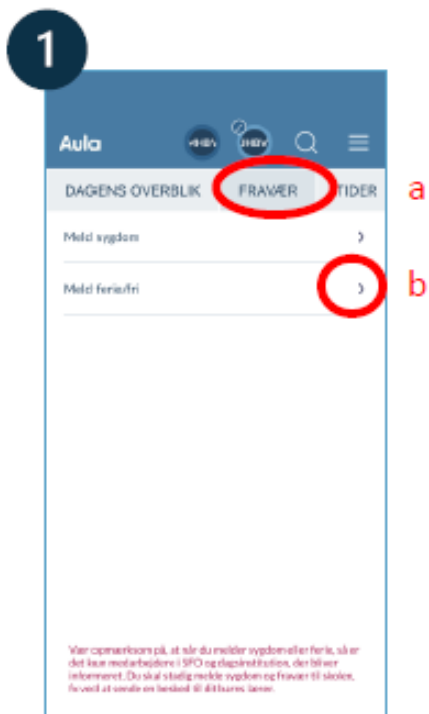 1
Aula
DAGENS OVERBLIK FRAVÆR TIDER
a
Meld sygdom
Meld ferie/fri
b
Vær opmærksom på, at når du melder sygdom eller ferie, så er
det kun medarbejdere i SFO og dagsinstitution, der bliver
informeret. Du skal stadig melde sygdom og fravær til skolen,
fx ved at sende en besked til dit barns lærer.